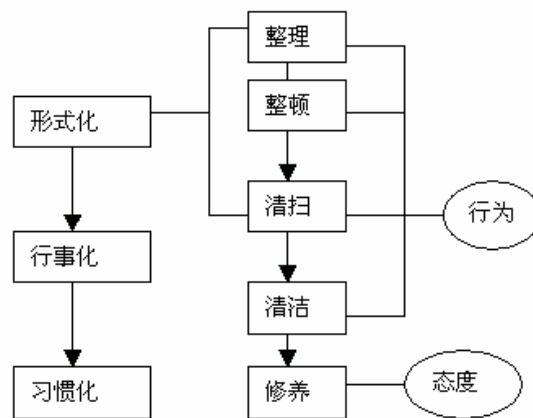 整理
整顿
形式化
清扫
行为
行事化
清洁
习惯化
修养
态度